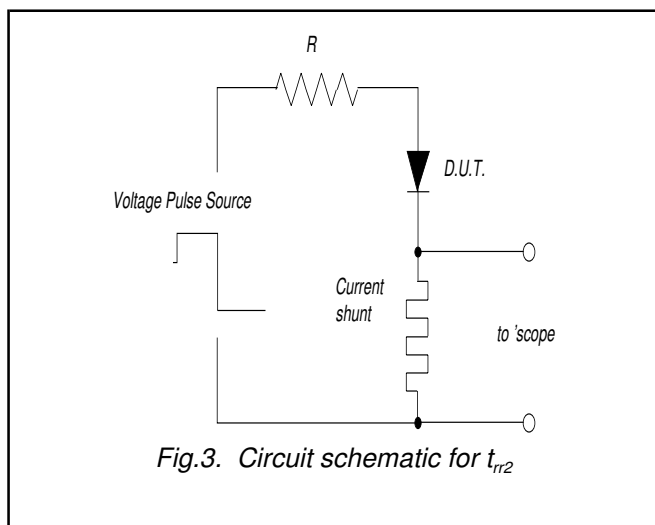 R
D.U.T.
Voltage Pulse Source
Current
shunt
to 'scope
Fig.3. Circuit schematic for trr2